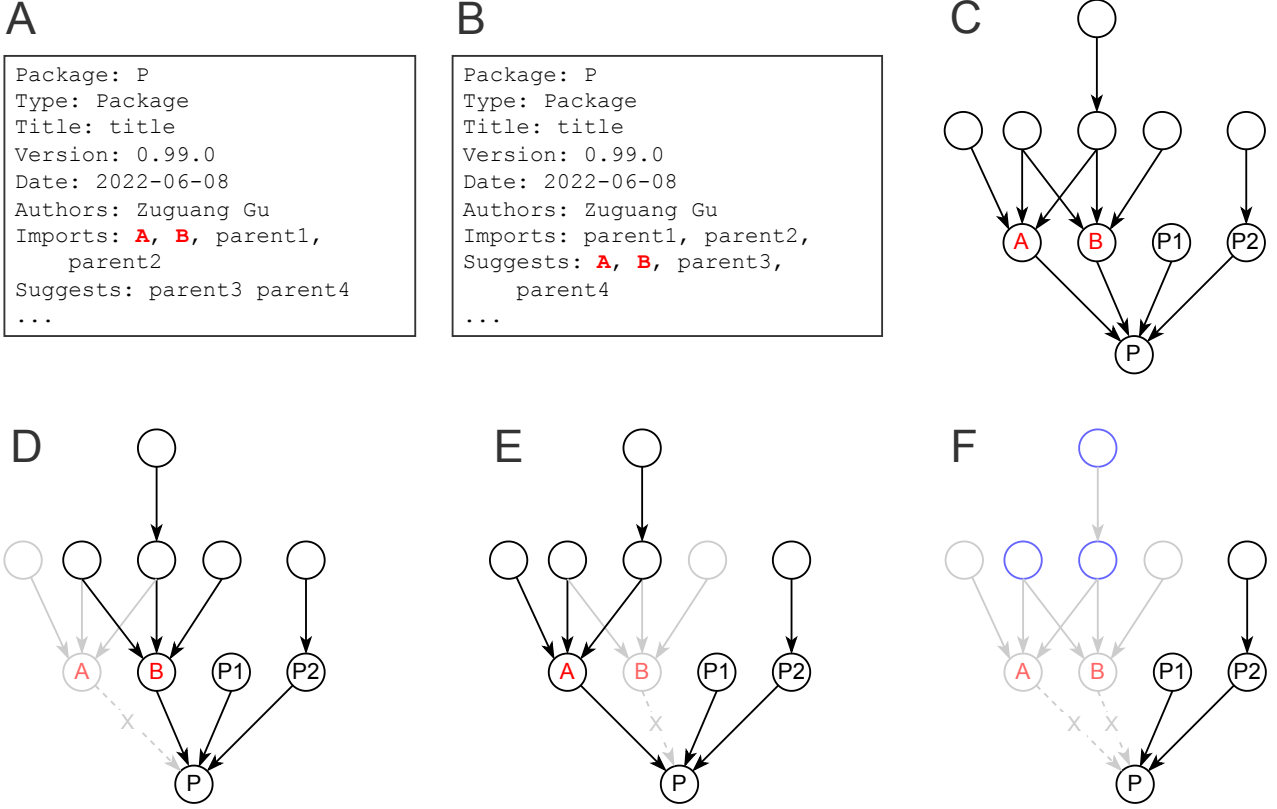 A
Package: P
Type: Package
Title: title
Version: 0.99.0
Date: 2022-06-08
Authors: Zuguang Gu
Imports: A, B, parent1,
parent2
Suggests: parent3 parent4
...
B
Package: P
Type: Package
Title: title
Version: 0.99.0
Date: 2022-06-08
Authors: Zuguang Gu
Imports: parent1, parent2,
Suggests: A, B, parent3,
parent4
...
C
A B P1 P2
P
D
A B P1 P2
X
P
E
A B P1 P2
X
P
F
A B P1 P2
X X
P